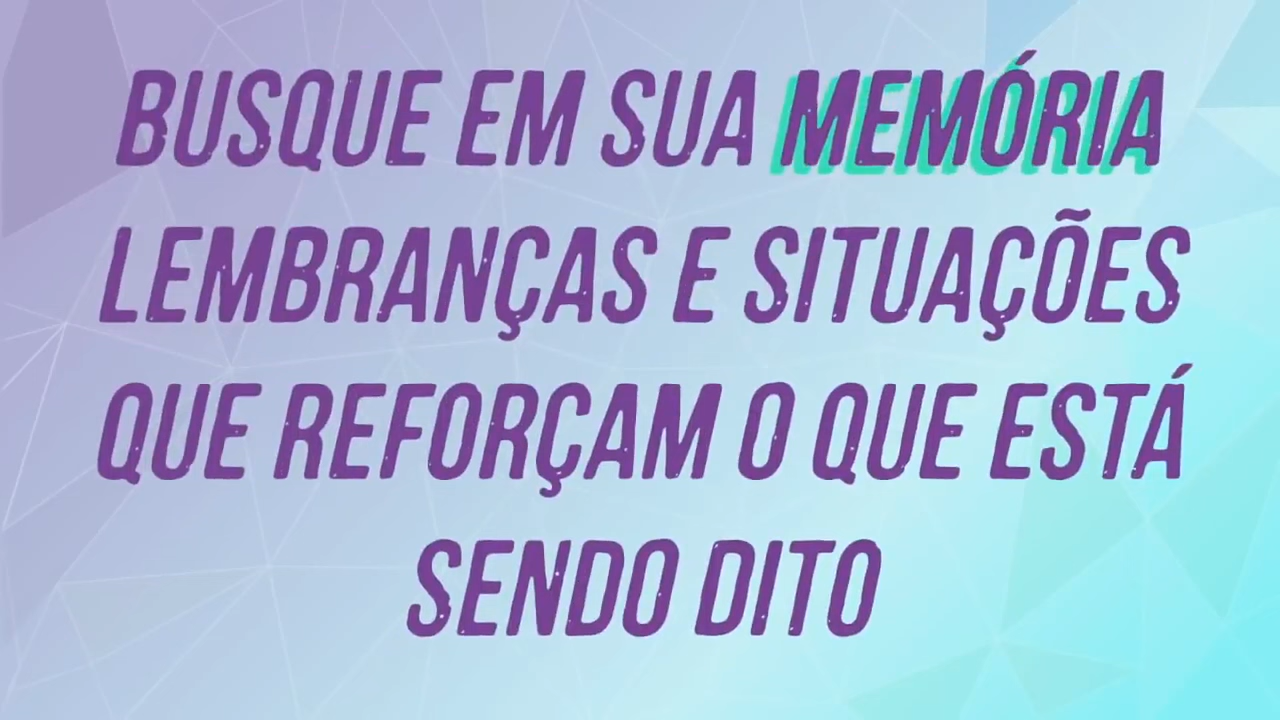 BUSQUE EM SUA MEMÓRIA
LEMBRANÇAS E SITUAÇÕES
QUE REFORÇAM O QUE ESTÁ
SENDO DITO